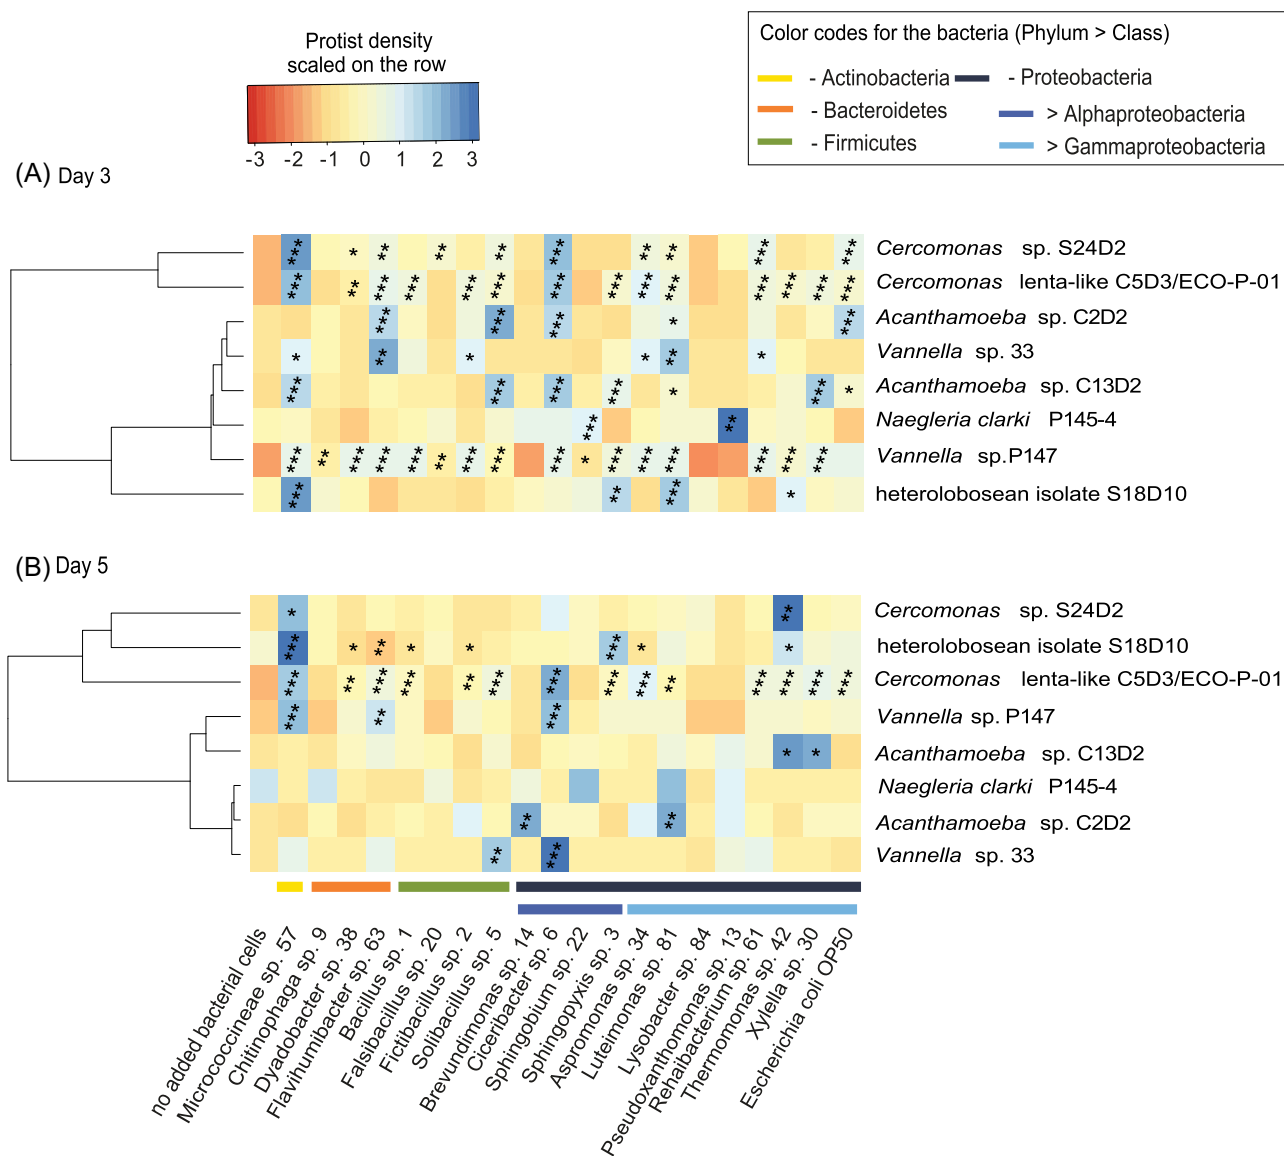 Protist density
scaled on the row
-3 -2 -1 0 1 2 3
Color codes for the bacteria (Phylum > Class)
- Actinobacteria
- Proteobacteria
- Bacteroidetes
> Alphaproteobacteria
- Firmicutes
> Gammaproteobacteria
(A) Day 3
Cercomonas sp. S24D2
Cercomonas lenta-like C5D3/ECO-P-01
Acanthamoeba sp. C2D2
Vannella sp. 33
Acanthamoeba sp. C13D2
Naegleria clarki P145-4
Vannella sp.P147
heterolobosean isolate S18D10
(B) Day 5
Cercomonas sp. S24D2
heterolobosean isolate S18D10
Cercomonas lenta-like C5D3/ECO-P-01
Vannella sp. P147
Acanthamoeba sp. C13D2
Naegleria clarki P145-4
Acanthamoeba sp. C2D2
Vannella sp. 33
no added bacterial cells
Micrococcineae sp. 57
Chitinophaga sp. 9
Dyadobacter sp. 38
Flavihumibacter sp. 63
Bacillus sp. 1
Falsibacillus sp. 20
Fictibacillus sp. 2
Solibacillus sp. 5
Brevundimonas sp. 14
Ciceribacter sp. 6
Sphingobium sp. 22
Sphingopyxis sp. 3
Aspromonas sp. 34
Luteimonas sp. 81
Lysobacter sp. 84
Pseudoxanthomonas sp. 13
Rehaibacterium sp. 61
Thermomonas sp. 42
Xylella sp. 30
Escherichia coli OP50